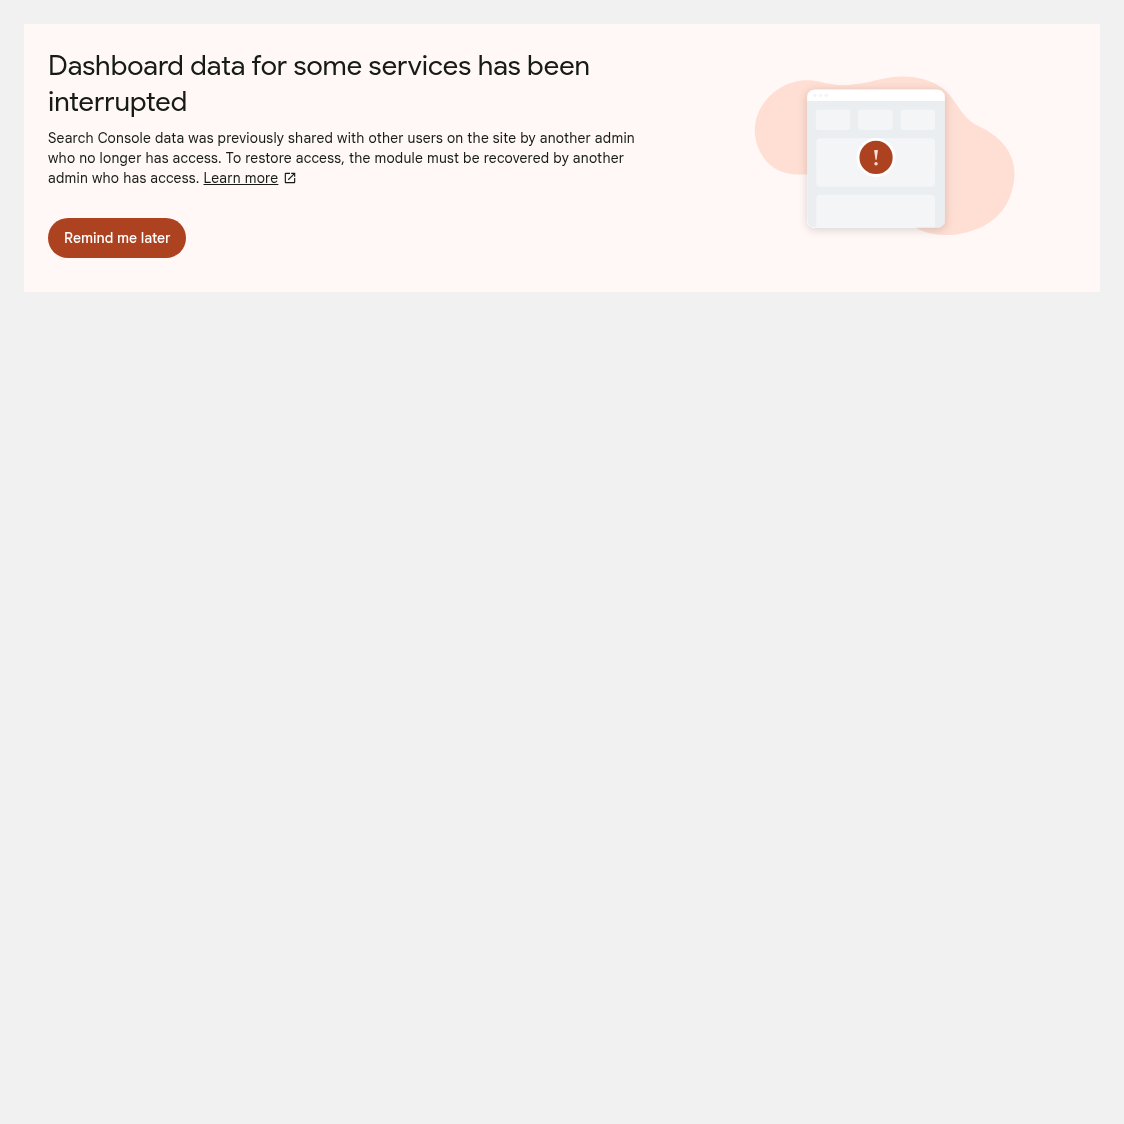 Dashboard data for some services has been
interrupted
Search Console data was previously shared with other users on the site by another admin
who no longer has access. To restore access, the module must be recovered by another
admin who has access. Learn more
Remind me later
!